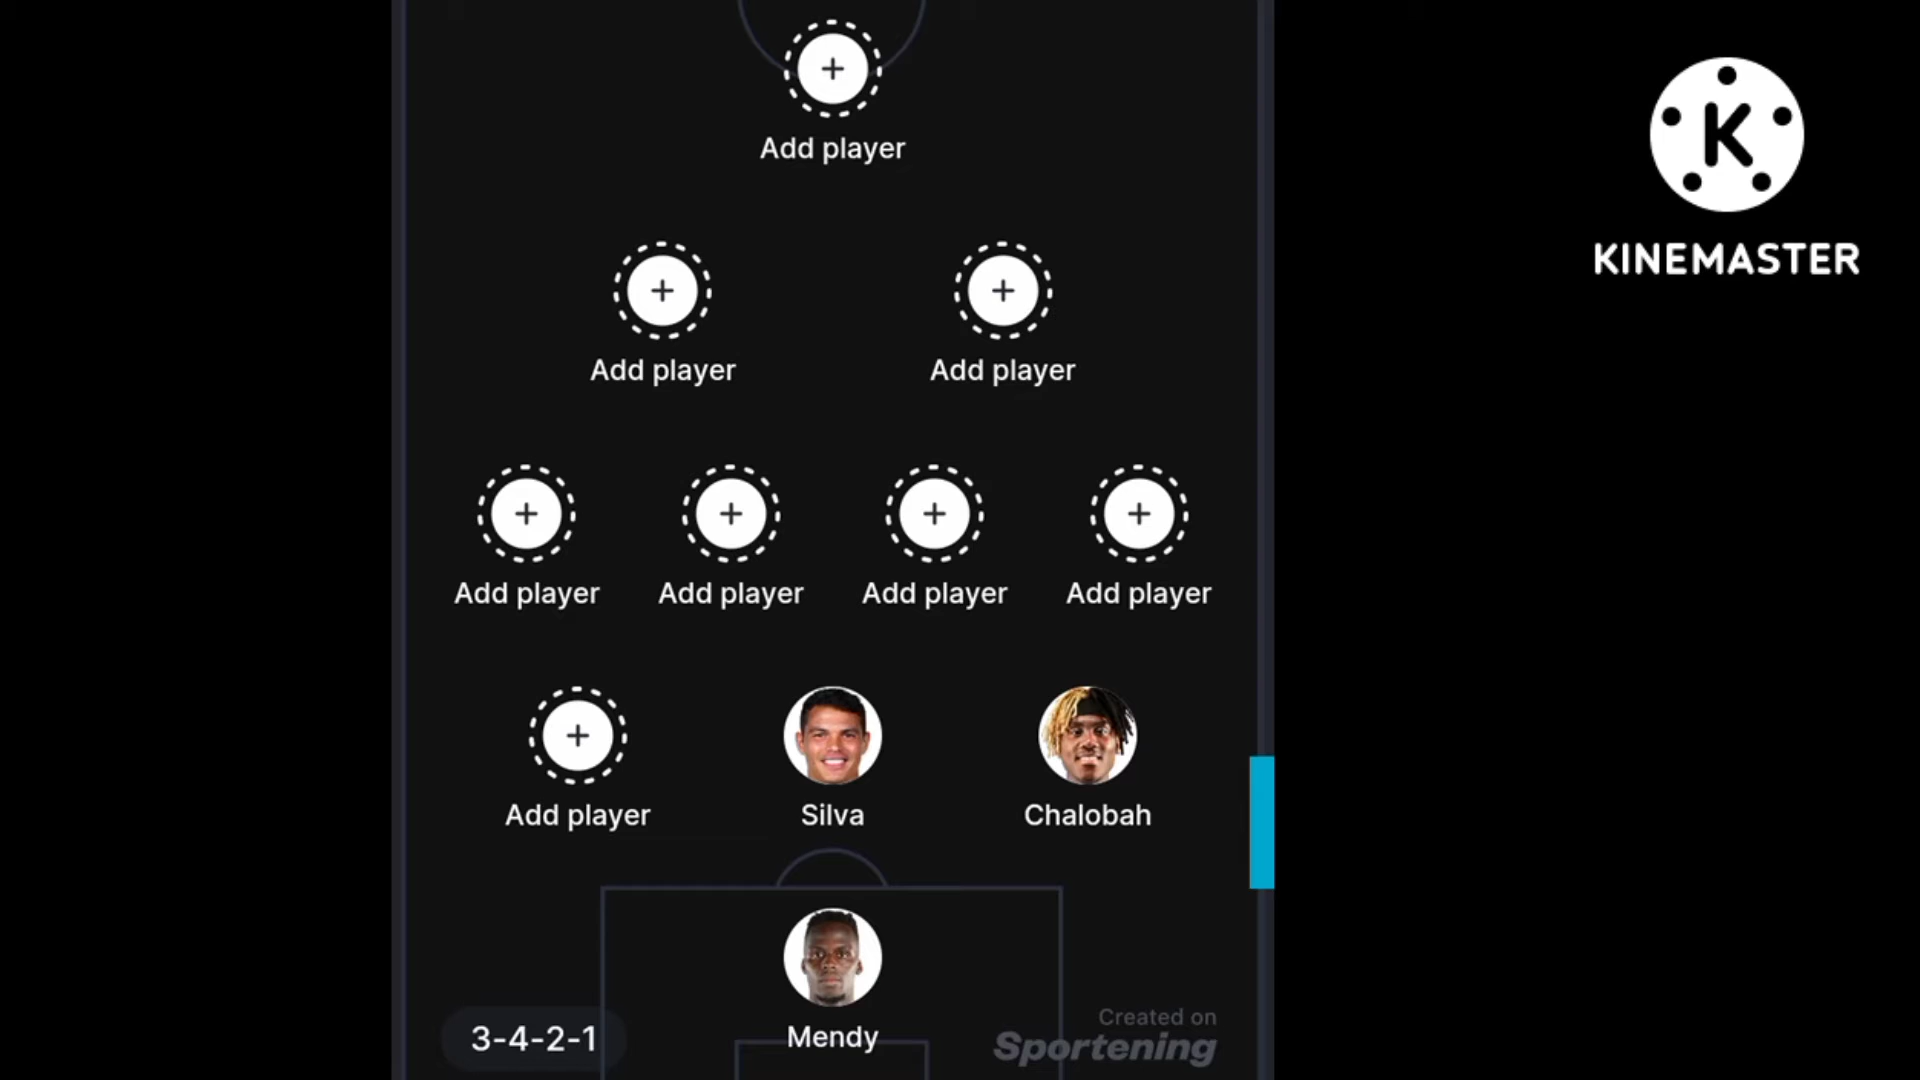 K
KINEMASTER
Add player
Add player Add player
Add player Add player Add player Add player
Add player Silva Chalobah
Mendy
3-4-2-1
Created on
Sportening